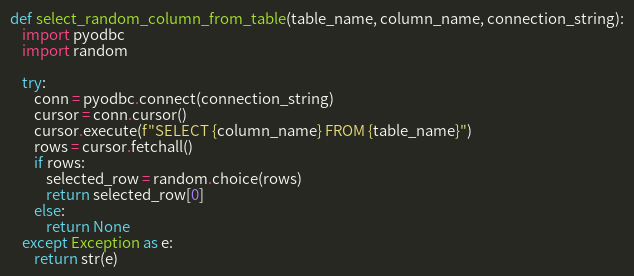 def select_random_column_from_table(table_name, column_name, connection_string):
    import pyodbc
    import random

    try:
        conn = pyodbc.connect(connection_string)
        cursor = conn.cursor()
        cursor.execute(f"SELECT {column_name} FROM {table_name}")
        rows = cursor.fetchall()
        if rows:
            selected_row = random.choice(rows)
            return selected_row[0]
        else:
            return None
    except Exception as e:
        return str(e)